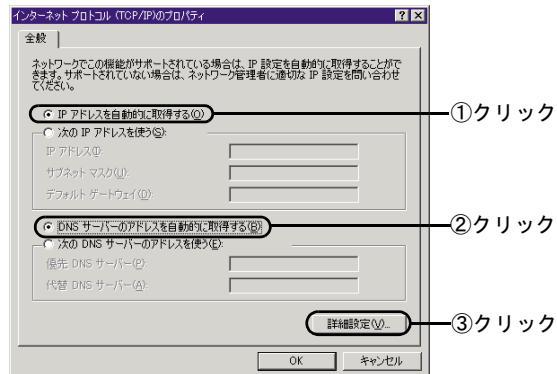 インターネット プロトコル (TCP/IP)のプロパティ
全般
ネットワークでこの機能がサポートされている場合は、IP 設定を自動的に取得することがで
きます。サポートされていない場合は、ネットワーク管理者に適切な IP 設定を問い合わせ
てください。
IP アドレスを自動的に取得する(O)
①クリック
次の IP アドレスを使う(S):
IP アドレス(I):
サブネット マスク(U):
デフォルト ゲートウェイ(D):
DNS サーバーのアドレスを自動的に取得する(B)
②クリック
次の DNS サーバーのアドレスを使う(E):
優先 DNS サーバー(P):
代替 DNS サーバー(A):
詳細設定(V)...
③クリック
OK
キャンセル